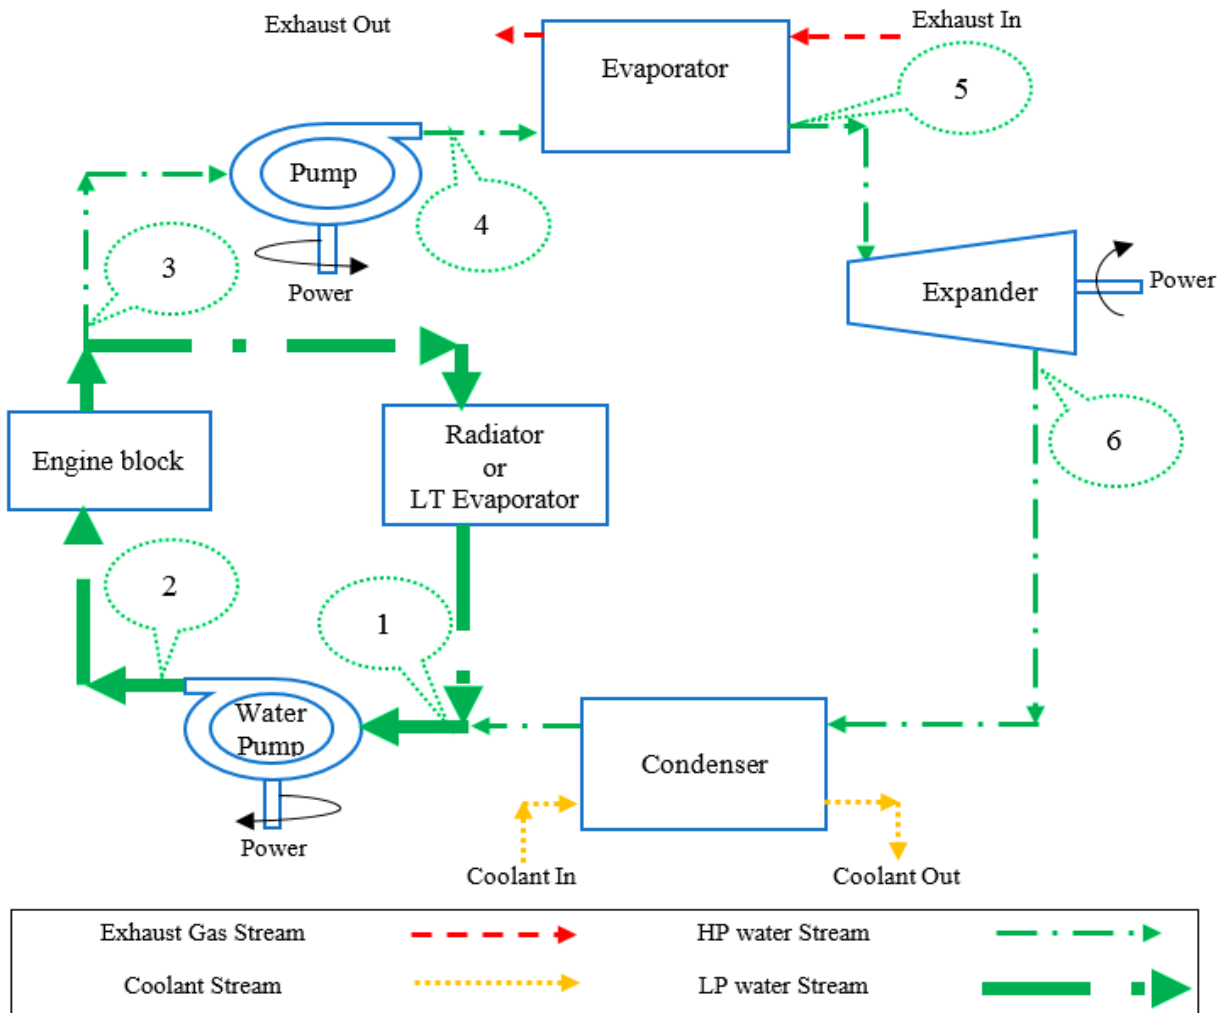 Exhaust Out
Exhaust In
Evaporator
5
Pump
4
3
Power
Expander
Power
Radiator
or
LT Evaporator
Engine block
6
2
1
Water
Pump
Condenser
Power
Coolant In
Coolant Out
Exhaust Gas Stream
HP water Stream
Coolant Stream
LP water Stream